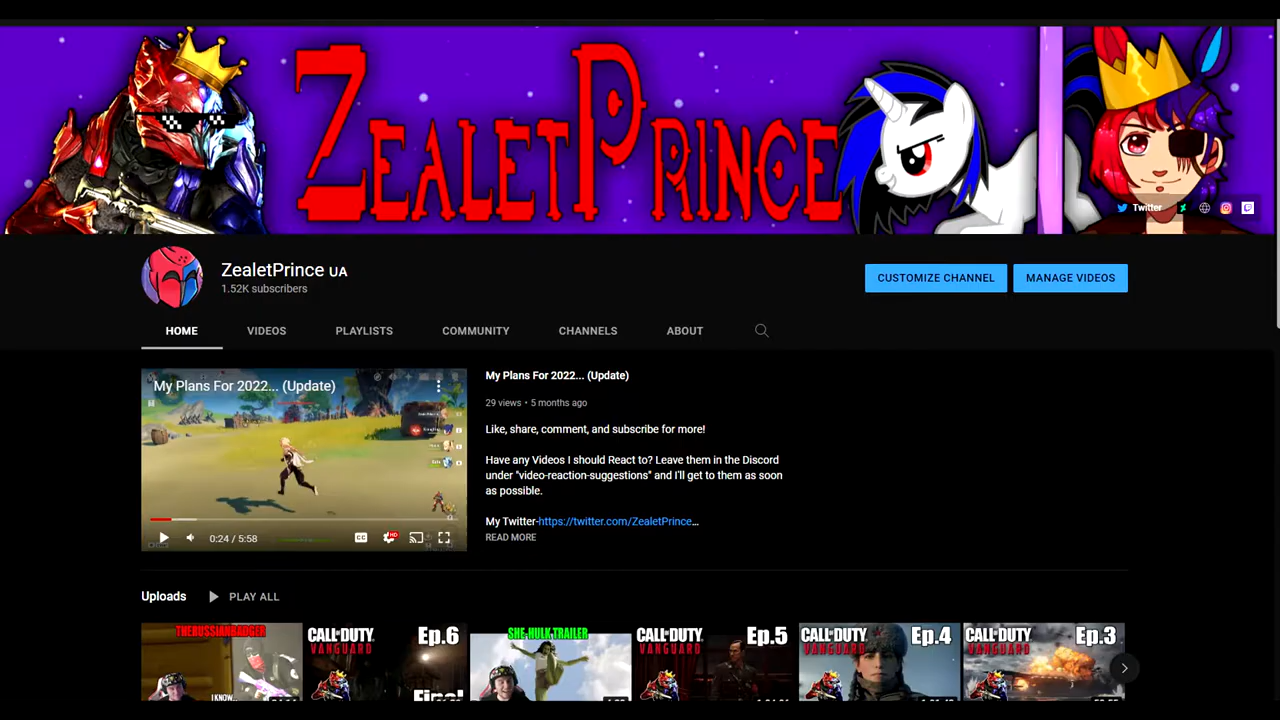 ZEALETPRINCE
Twitter
ZealetPrince UA
1.52K subscribers
CUSTOMIZE CHANNEL
MANAGE VIDEOS
HOME
VIDEOS
PLAYLISTS
COMMUNITY
CHANNELS
ABOUT
My Plans For 2022... (Update)
0:24 / 5:58
CC
HD
My Plans For 2022... (Update)
29 views • 5 months ago
Like, share, comment, and subscribe for more!
Have any Videos I should React to? Leave them in the Discord
under "video-reaction-suggestions" and I'll get to them as soon
as possible.
My Twitter-https://twitter.com/ZealetPrince...
READ MORE
Uploads
PLAY ALL
THERUSSIANBADGER
I KNOW...
CALL OF DUTY
VANGUARD
Ep.6
Final
SHE-HULK TRAILER
CALL OF DUTY
VANGUARD
Ep.5
CALL OF DUTY
VANGUARD
Ep.4
CALL OF DUTY
VANGUARD
Ep.3